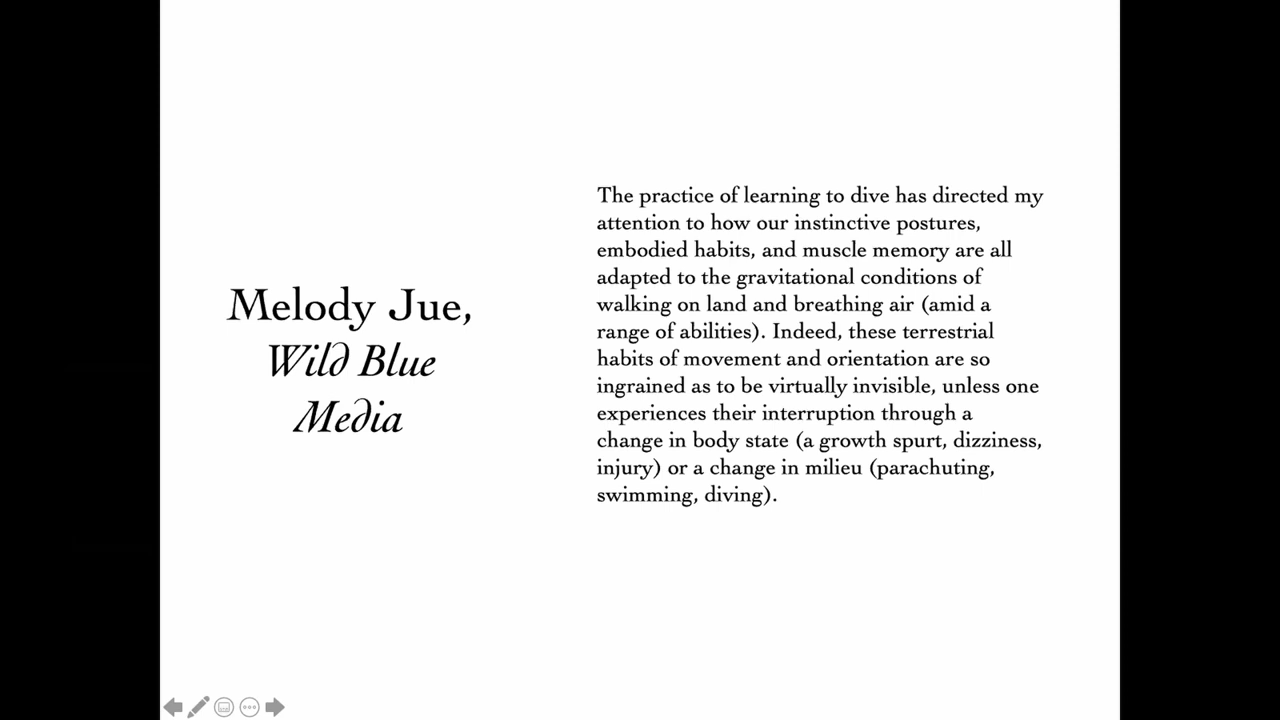 Melody Jue,
Wild Blue
Media
The practice of learning to dive has directed my
attention to how our instinctive postures,
embodied habits, and muscle memory are all
adapted to the gravitational conditions of
walking on land and breathing air (amid a
range of abilities). Indeed, these terrestrial
habits of movement and orientation are so
ingrained as to be virtually invisible, unless one
experiences their interruption through a
change in body state (a growth spurt, dizziness,
injury) or a change in milieu (parachuting,
swimming, diving).